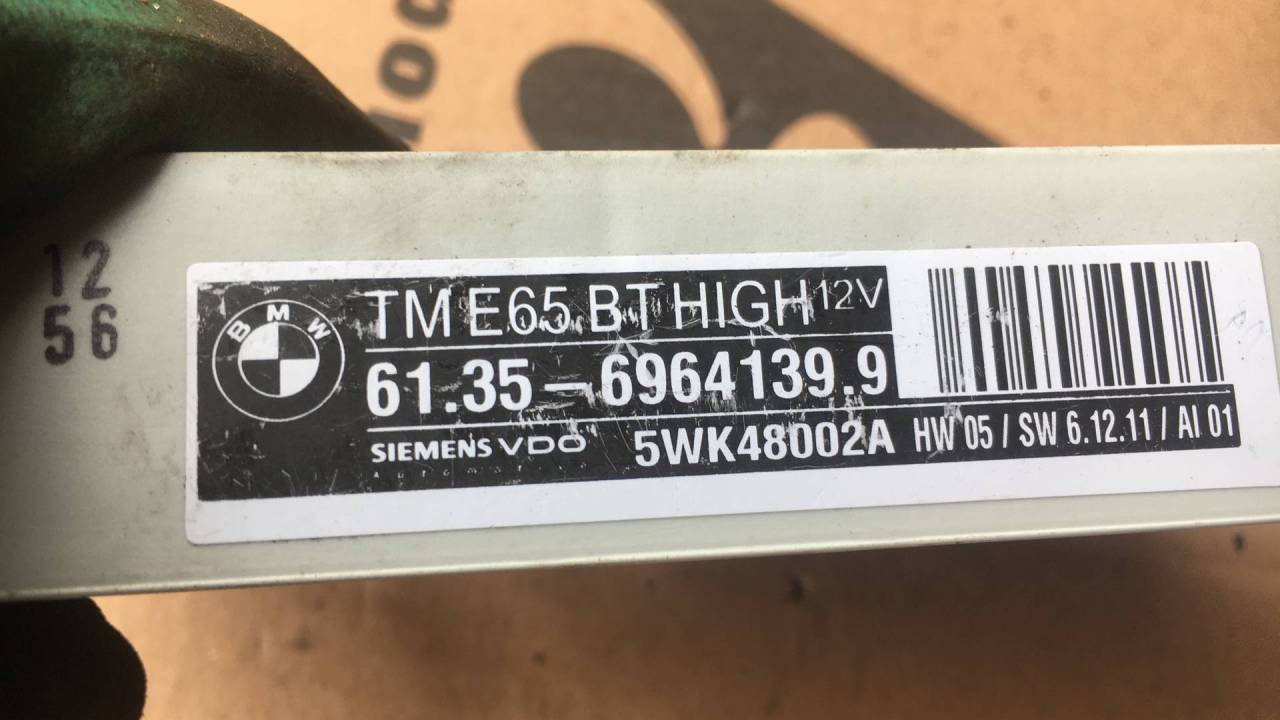 12
56
BMW
TM E65 BT HIGH 12V
61.35-6964139.9
SIEMENS VDO 5WK48002A HW 05 / SW 6.12.11 / AI 01